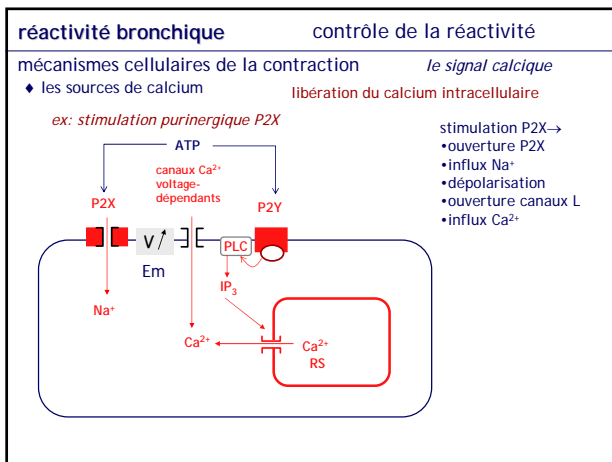 réactivité bronchique contrôle de la réactivité
mécanismes cellulaires de la contraction le signal calcique
♦ les sources de calcium libération du calcium intracellulaire
ex: stimulation purinergique P2X
ATP
canaux Ca²⁺
voltage-
dépendants
P2X
P2Y
V
PLC
Em
IP₃
Na⁺
Ca²⁺
Ca²⁺
RS
stimulation P2X→
•ouverture P2X
•influx Na⁺
•dépolarisation
•ouverture canaux L
•influx Ca²⁺